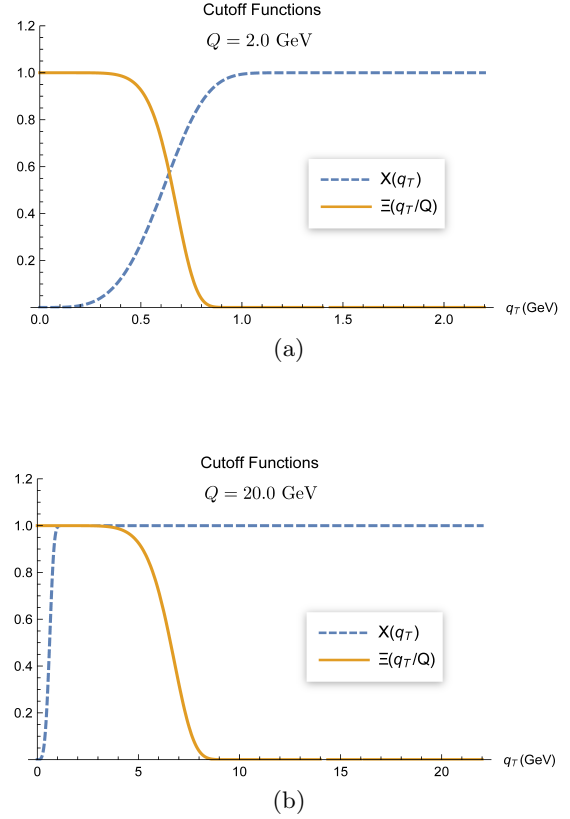 Cutoff Functions
Q = 2.0 GeV
1.2
1.0
0.8
0.6
0.4
0.2
X(q_T)
Ξ(q_T/Q)
0.0 0.5 1.0 1.5 2.0 q_T(GeV)
(a)
Cutoff Functions
Q = 20.0 GeV
1.2
1.0
0.8
0.6
0.4
0.2
X(q_T)
Ξ(q_T/Q)
0 5 10 15 20 q_T(GeV)
(b)